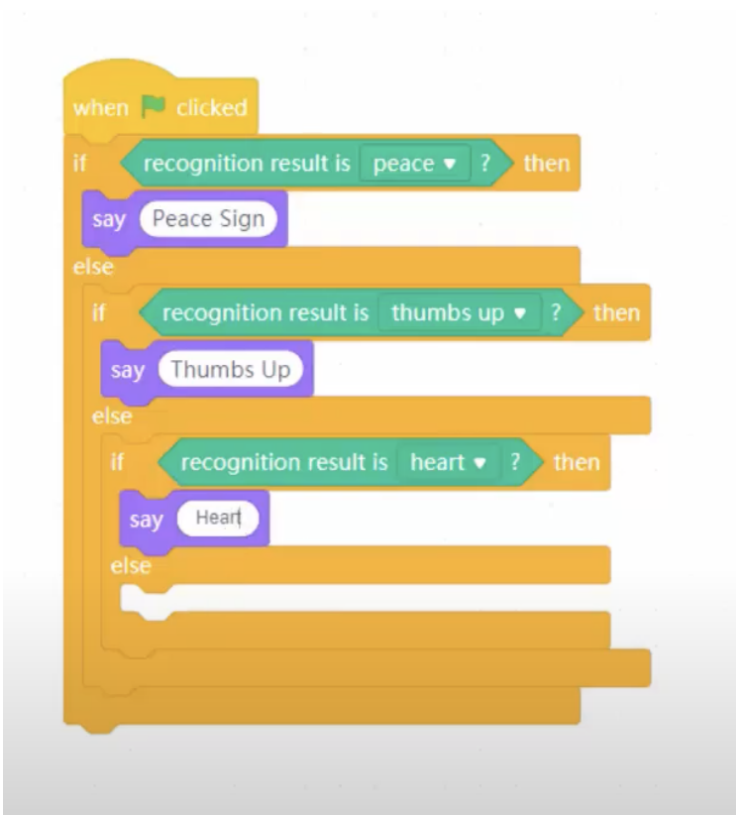 when clicked
if recognition result is peace ? then
say Peace Sign
else
if recognition result is thumbs up ? then
say Thumbs Up
else
if recognition result is heart ? then
say Heart
else